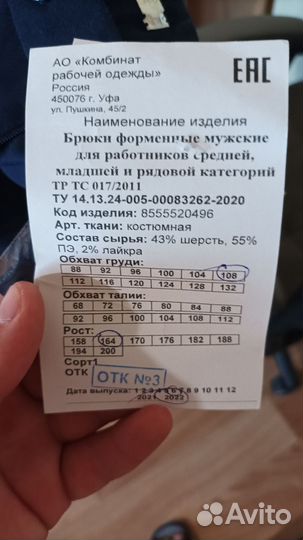 АО «Комбинат
рабочей одежды»
Россия
450076 г. Уфа
ул. Пушкина, 45/2
ЕАС
Наименование изделия
Брюки форменные мужские
для работников средней,
младшей и рядовой категорий
ТР ТС 017/2011
ТУ 14.13.24-005-00083262-2020
Код изделия: 8555520496
Арт. ткани: костюмная
Состав сырья: 43% шерсть, 55%
ПЭ, 2% лайкра
Обхват груди:
88 92 96 100 104 108
112 116 120 124 128 132
Обхват талии:
68 72 76 80 84 88
92 96 100 104 108 112
Рост:
158 164 170 176 182 188
194 200
Сорт1
ОТК ОТК №3
Дата выпуска: 1 2 3 4 5 6 7 8 9 10 11 12
2021 2022
Avito